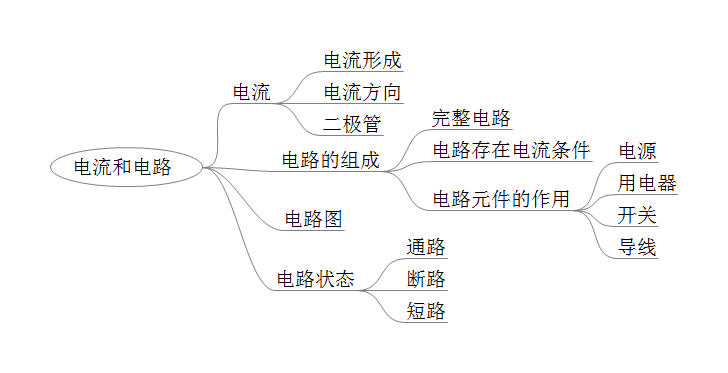 电流和电路
电流
电流形成
电流方向
二极管
电路的组成
完整电路
电路存在电流条件
电路元件的作用
电源
用电器
开关
导线
电路图
电路状态
通路
断路
短路